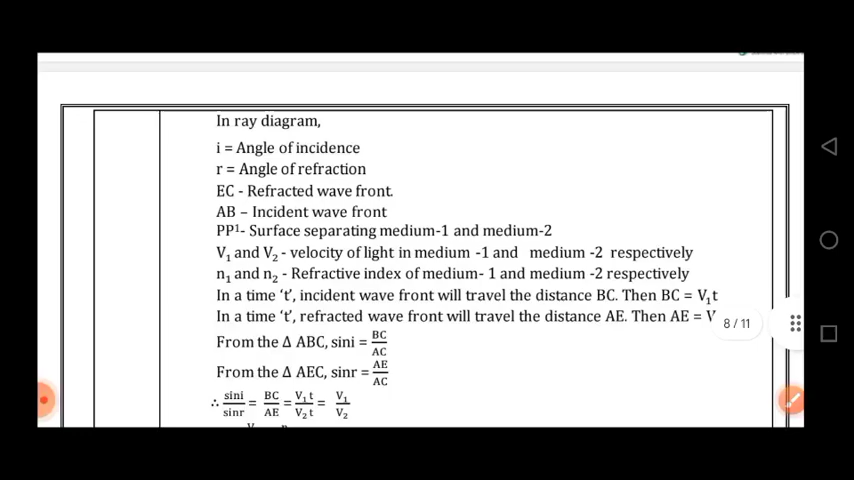 In ray diagram,
i = Angle of incidence
r = Angle of refraction
EC - Refracted wave front.
AB – Incident wave front
PP¹- Surface separating medium-1 and medium-2
V₁ and V₂ - velocity of light in medium -1 and medium -2 respectively
n₁ and n₂ - Refractive index of medium- 1 and medium -2 respectively
In a time ‘t’, incident wave front will travel the distance BC. Then BC = V₁t
In a time ‘t’, refracted wave front will travel the distance AE. Then AE = V
8 / 11
From the Δ ABC, sini = BC/AC
From the Δ AEC, sinr = AE/AC
∴ sini/sinr = BC/AE = V₁t/V₂t = V₁/V₂